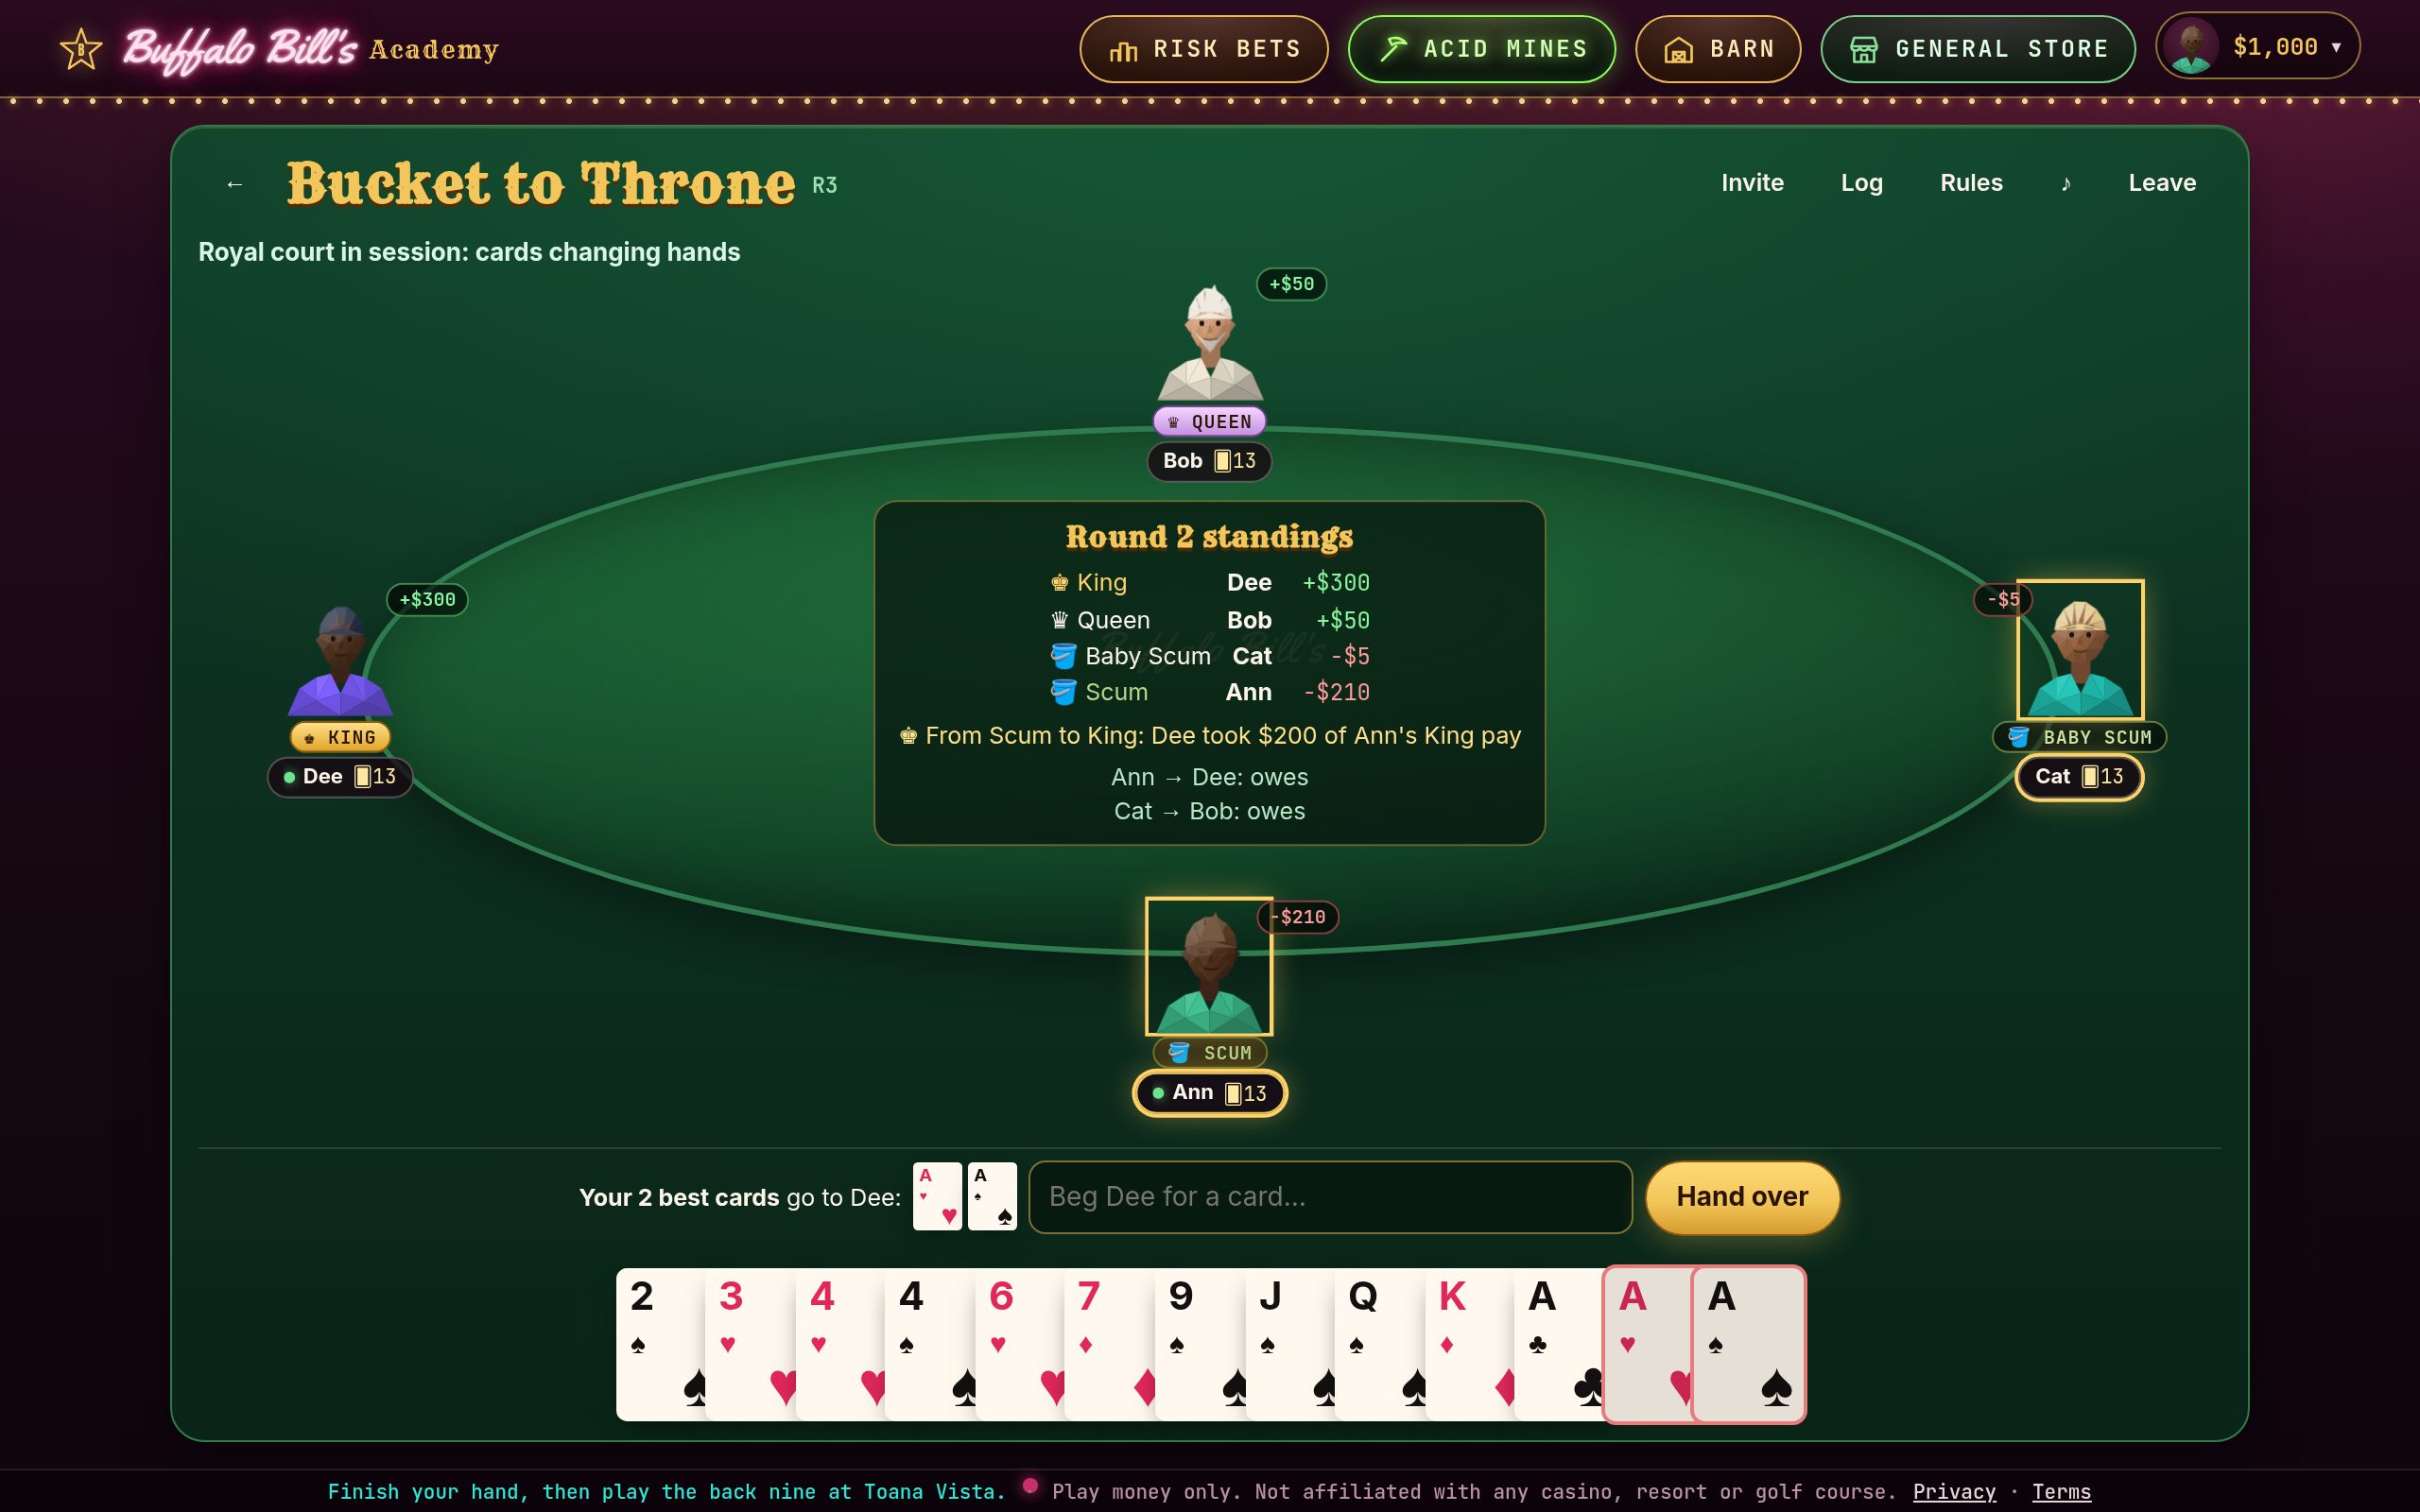 Buffalo Bill's Academy
RISK BETS
ACID MINES
BARN
GENERAL STORE
$1,000 ▼
← Bucket to Throne R3
Invite
Log
Rules
♪
Leave
Royal court in session: cards changing hands
+$50
♛ QUEEN
Bob 13
+$300
♚ KING
Dee 13
Round 2 standings
♚ King Dee +$300
♛ Queen Bob +$50
🪣 Baby Scum Cat -$5
🪣 Scum Ann -$210
♚ From Scum to King: Dee took $200 of Ann's King pay
Ann → Dee: owes
Cat → Bob: owes
-$5
🪣 BABY SCUM
Cat 13
-$210
🪣 SCUM
Ann 13
Your 2 best cards go to Dee:
A♥ A♠
Beg Dee for a card...
Hand over
2♠ 3♥ 4♥ 4♠ 6♥ 7♦ 9♠ J♠ Q♠ K♦ A♣ A♥ A♠
Finish your hand, then play the back nine at Toana Vista.
Play money only. Not affiliated with any casino, resort or golf course. Privacy · Terms